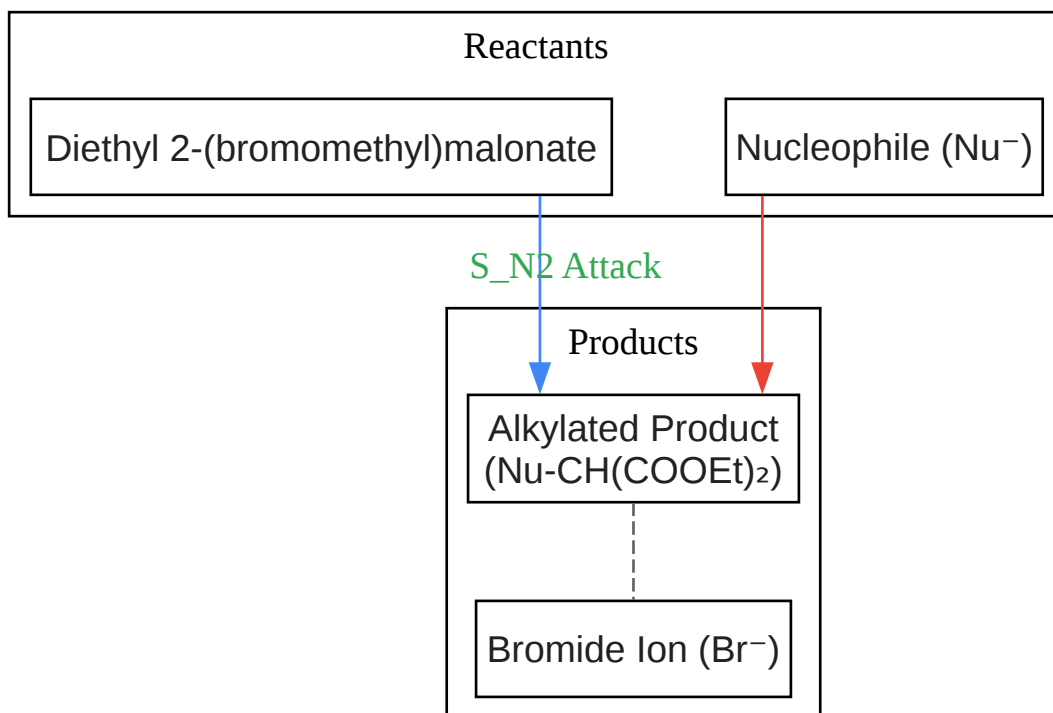 Reactants
Diethyl 2-(bromomethyl)malonate
Nucleophile (Nu⁻)
S_N2 Attack
Products
Alkylated Product
(Nu-CH(COOEt)₂)
Bromide Ion (Br⁻)